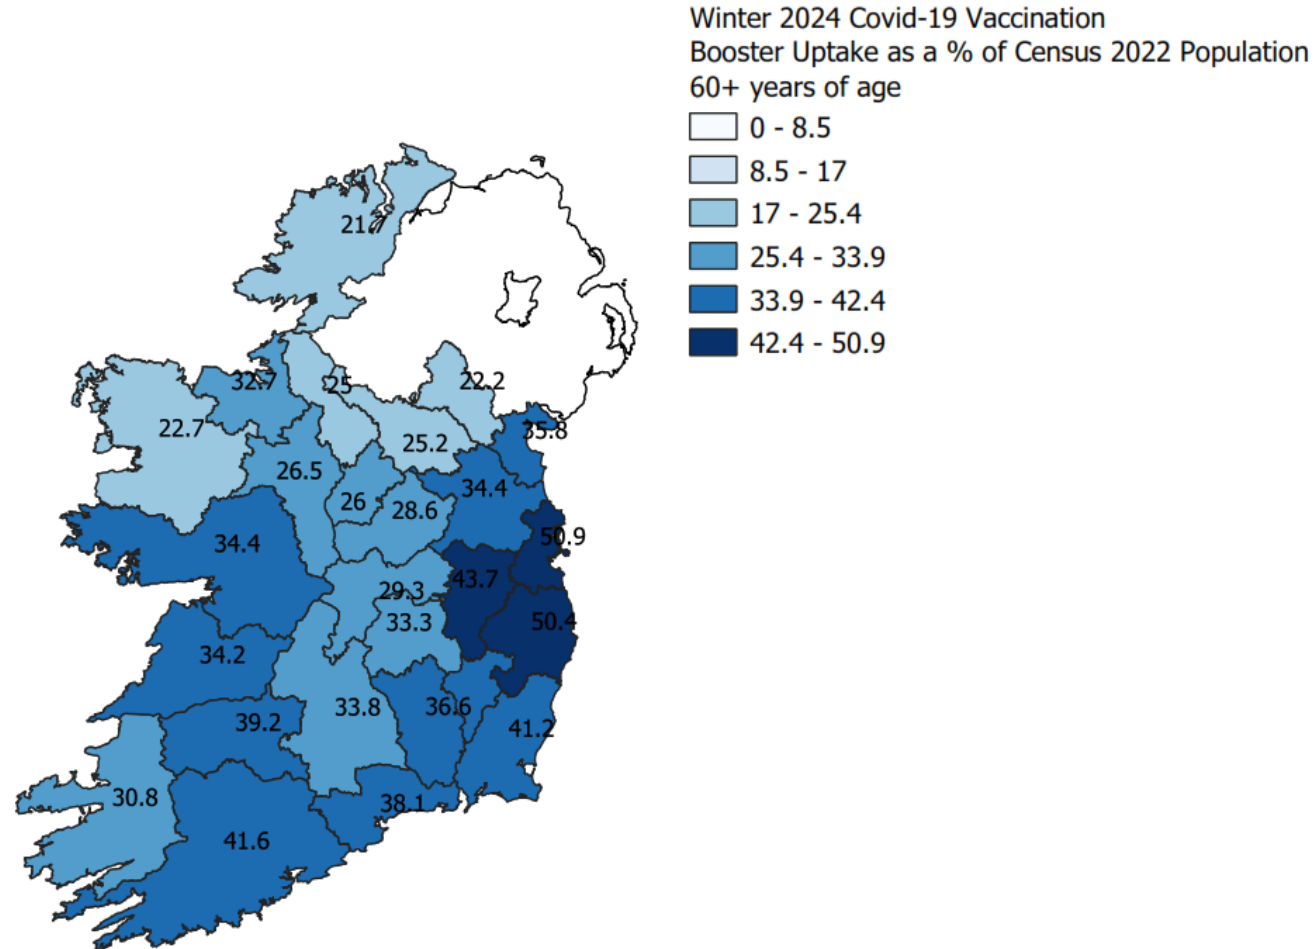 Winter 2024 Covid-19 Vaccination
Booster Uptake as a % of Census 2022 Population
60+ years of age
0 - 8.5
8.5 - 17
17 - 25.4
25.4 - 33.9
33.9 - 42.4
42.4 - 50.9
21.7
32.7
25
22.2
22.7
25.2
35.8
26.5
26
34.4
28.6
34.4
50.9
43.7
29.3
33.3
50.4
34.2
33.8
36.6
39.2
41.2
30.8
38.1
41.6